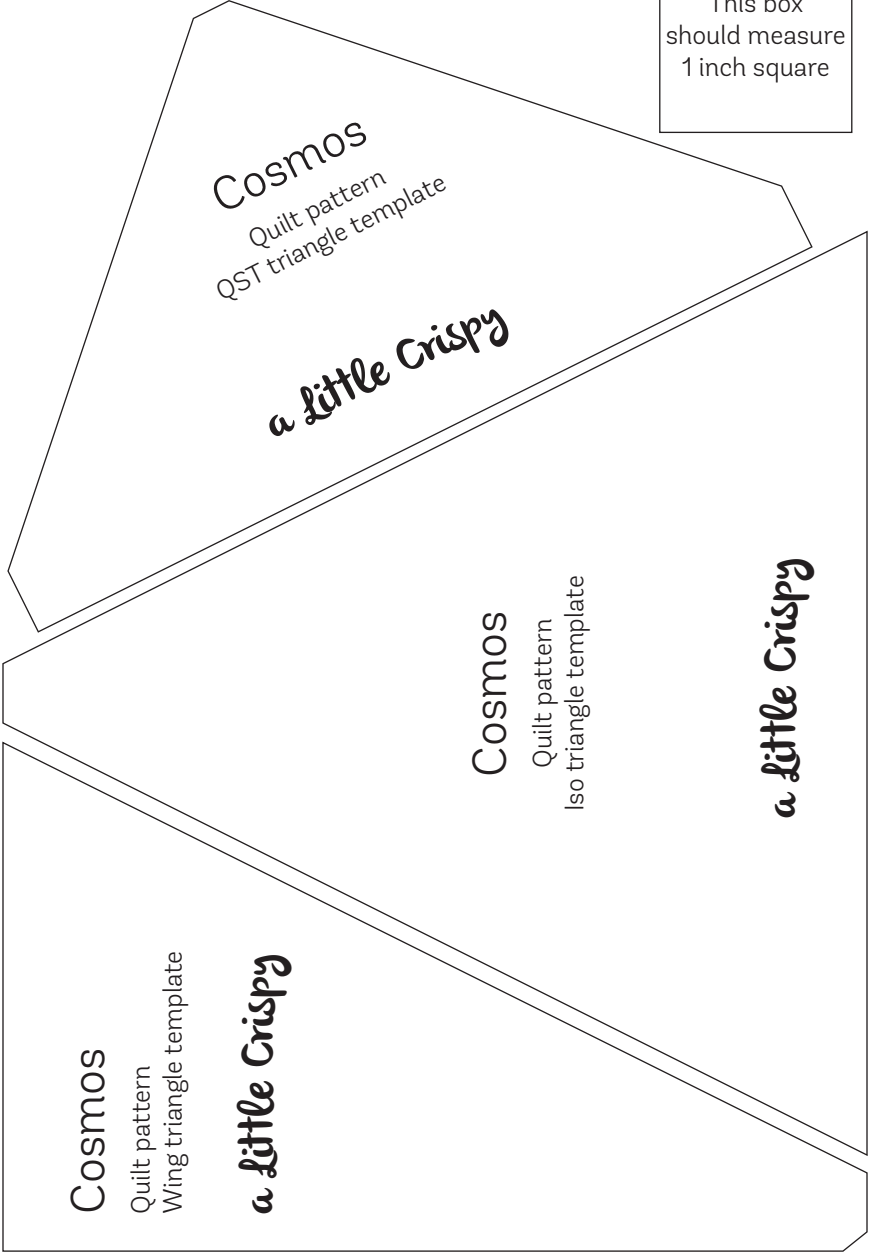 This box
should measure
1 inch square
Cosmos
Quilt pattern
QST triangle template
a Little Crispy
Cosmos
Quilt pattern
Iso triangle template
a Little Crispy
Cosmos
Quilt pattern
Wing triangle template
a Little Crispy